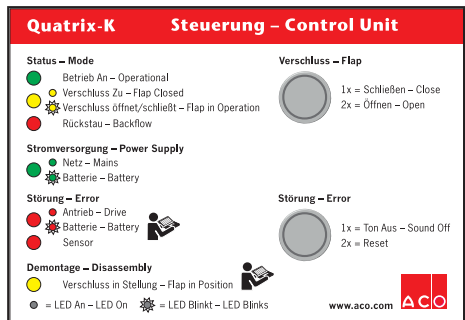 Quatrix-K Steuerung – Control Unit
Status – Mode
Betrieb An – Operational
Verschluss Zu – Flap Closed
Verschluss öffnet/schließt – Flap in Operation
Rückstau – Backflow
Verschluss – Flap
1x = Schließen – Close
2x = Öffnen – Open
Stromversorgung – Power Supply
Netz – Mains
Batterie – Battery
Störung – Error
Antrieb – Drive
Batterie – Battery
Sensor
Störung – Error
1x = Ton Aus – Sound Off
2x = Reset
Demontage – Disassembly
Verschluss in Stellung – Flap in Position
= LED An – LED On = LED Blinkt – LED Blinks
www.aco.com
ACO